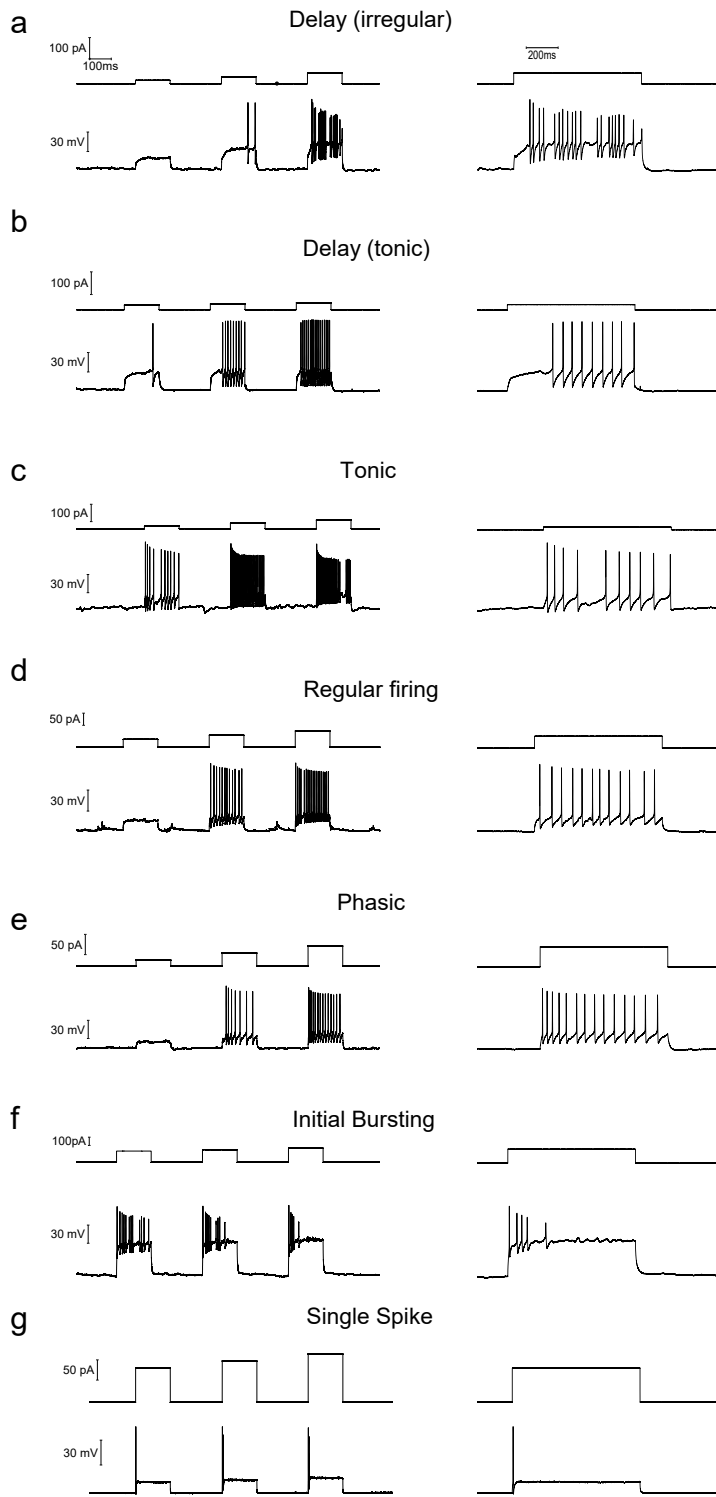 a
Delay (irregular)
100 pA
100ms
200ms
30 mV
b
Delay (tonic)
100 pA
30 mV
c
Tonic
100 pA
30 mV
d
Regular firing
50 pA
30 mV
e
Phasic
50 pA
30 mV
f
Initial Bursting
100pA
30 mV
g
Single Spike
50 pA
30 mV